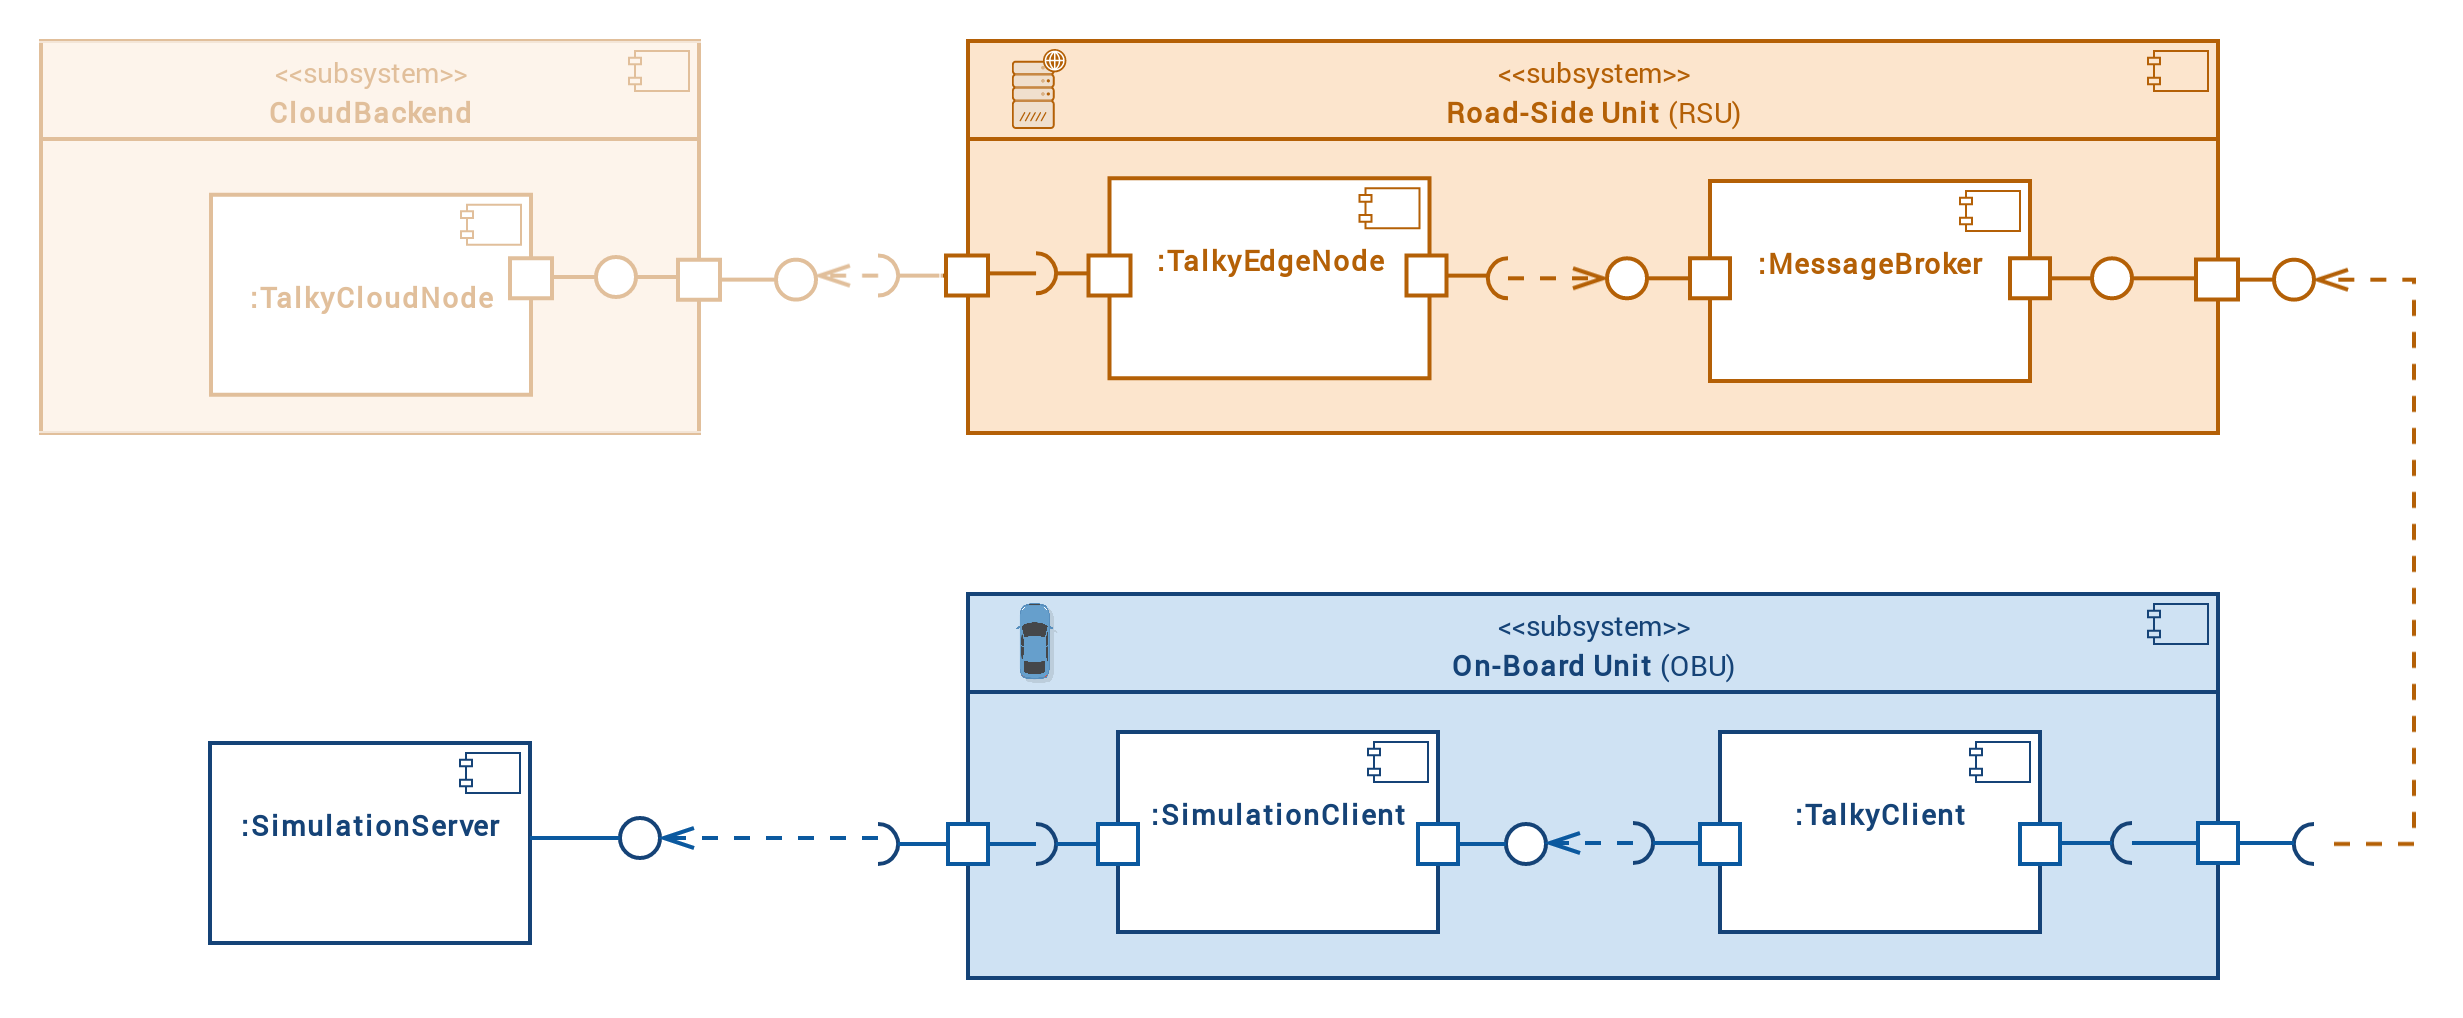 <<subsystem>>
CloudBackend
:TalkyCloudNode
<<subsystem>>
Road-Side Unit (RSU)
:TalkyEdgeNode
:MessageBroker
<<subsystem>>
On-Board Unit (OBU)
:SimulationServer
:SimulationClient
:TalkyClient